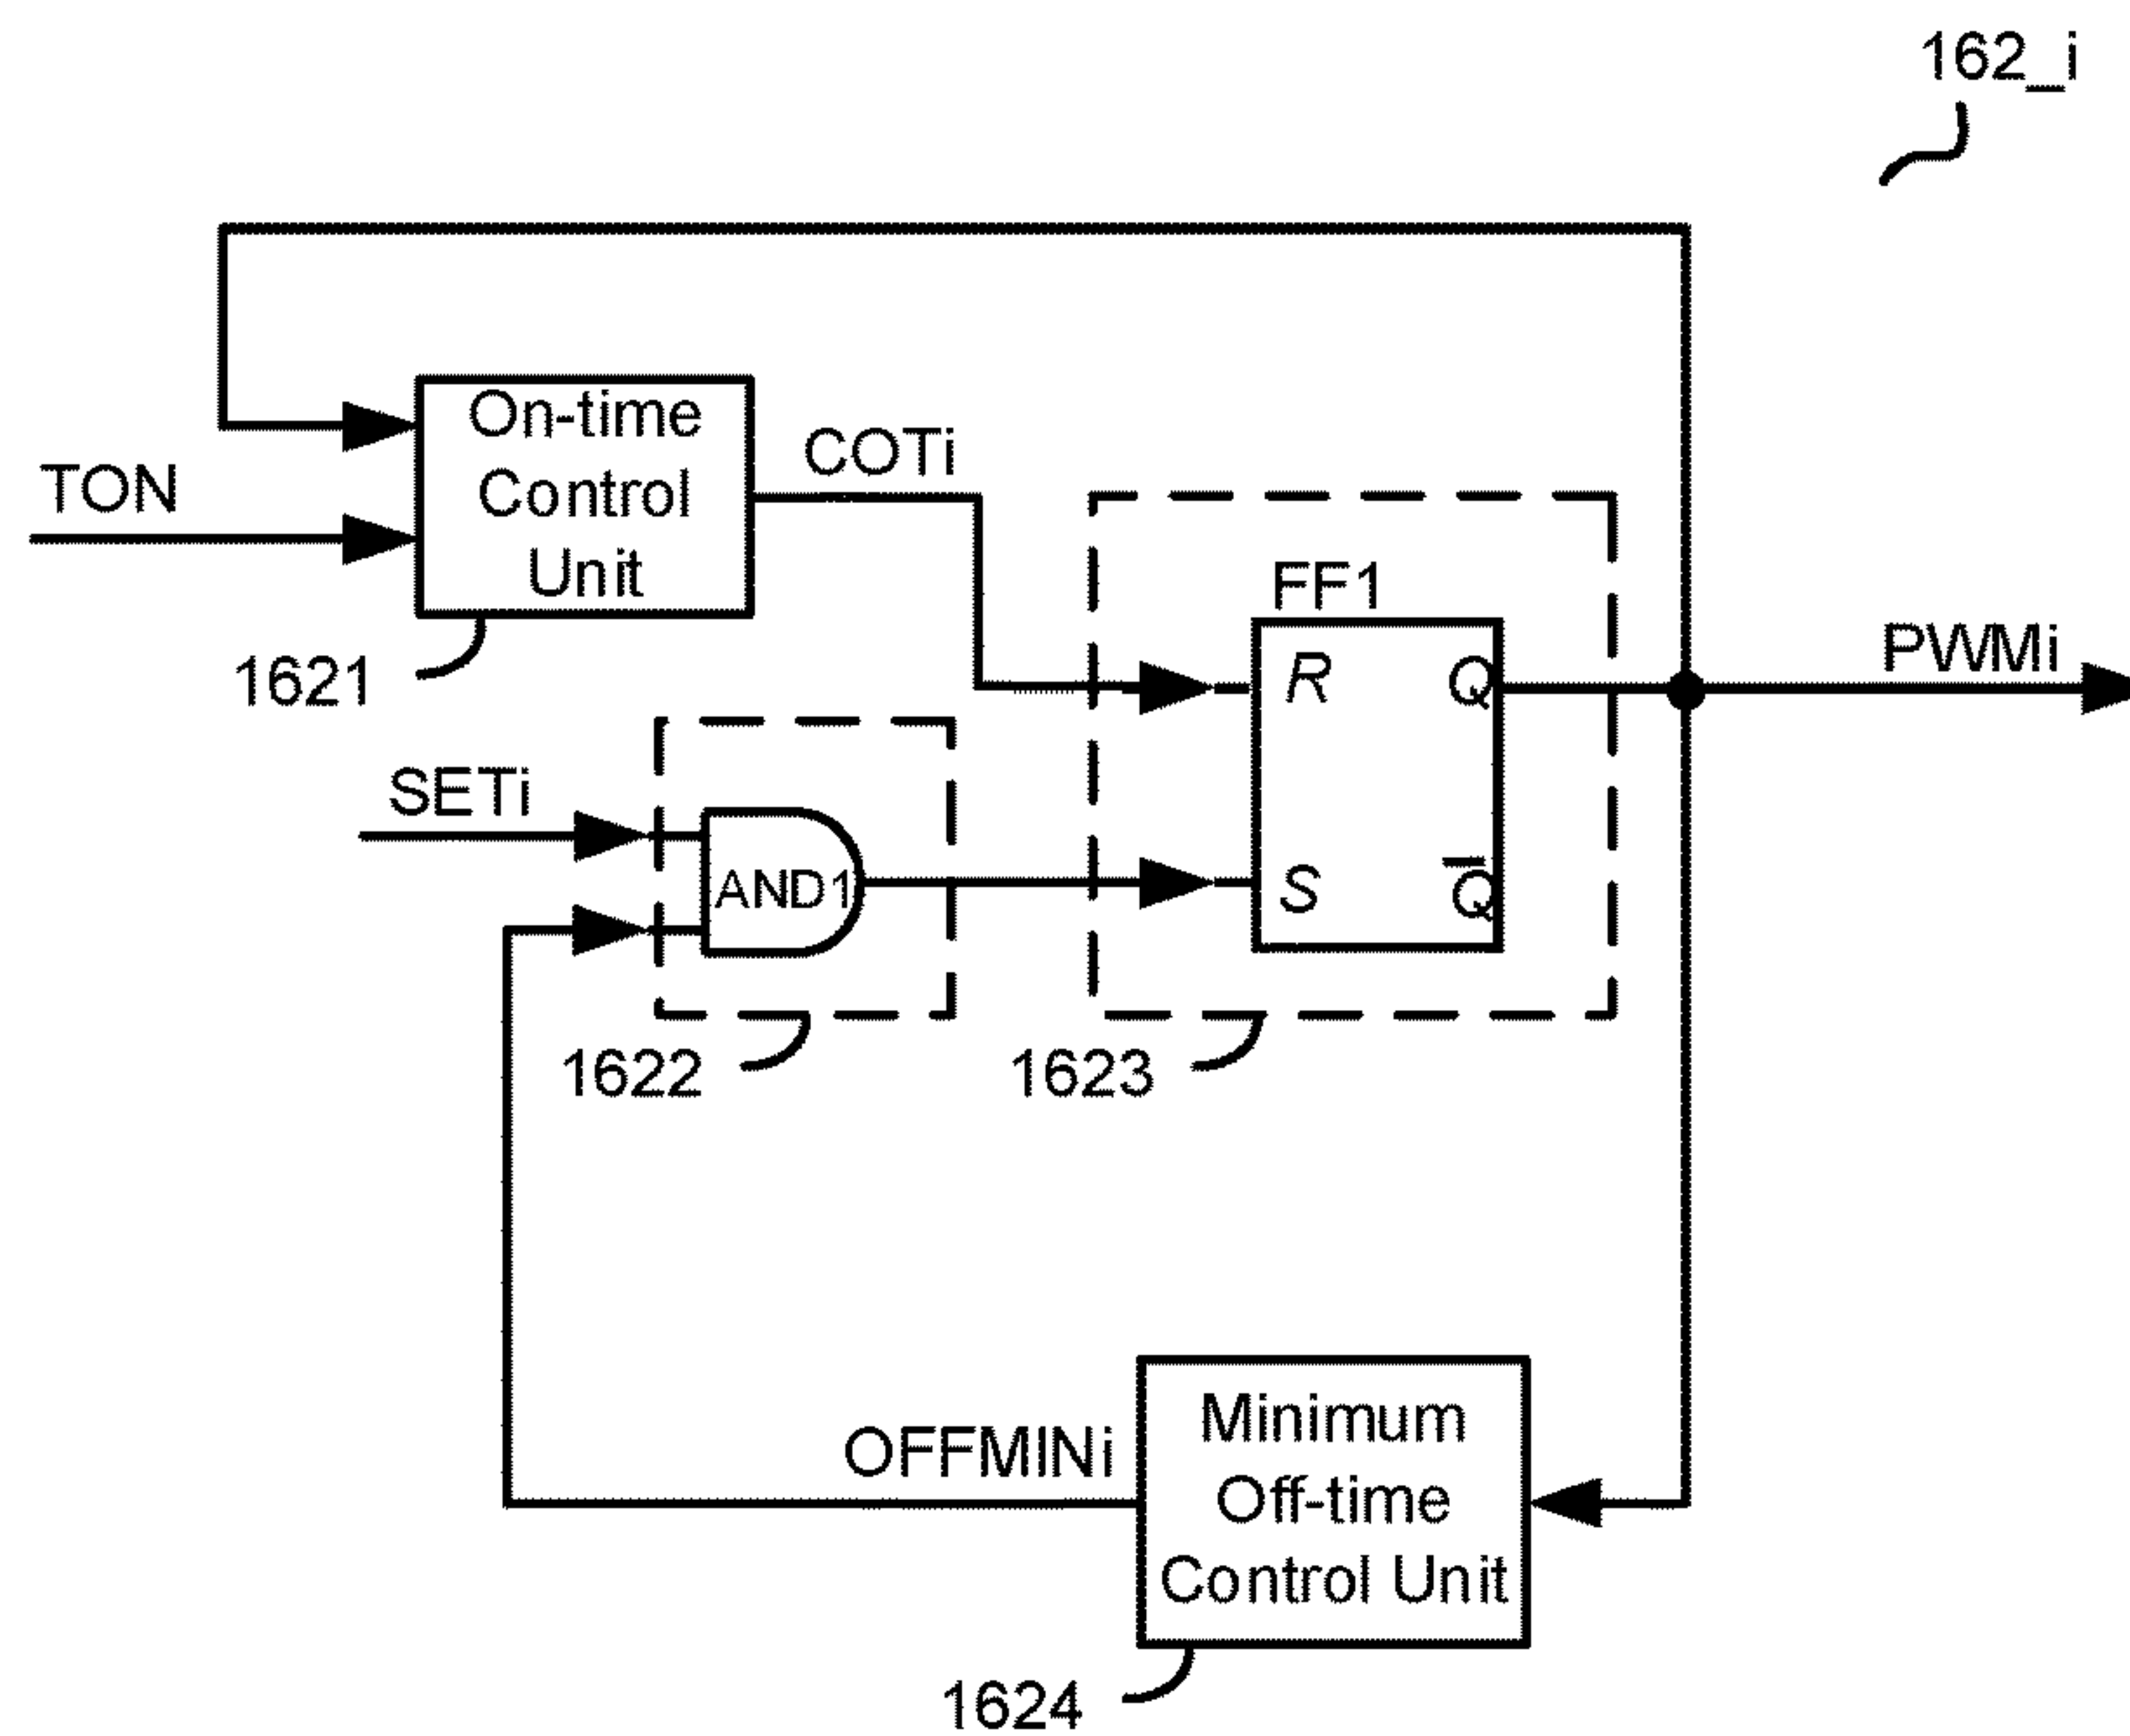 162_i
On-time
Control
Unit
TON
COTi
1621
FF1
R
Q
S
Q̅
PWMi
SETi
AND1
1622
1623
OFFMINi
Minimum
Off-time
Control Unit
1624